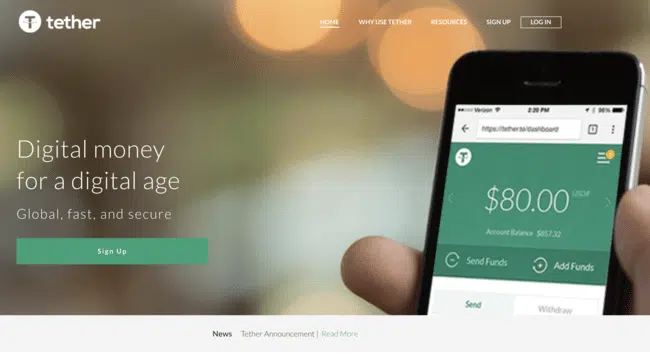 tether
HOME WHY USE TETHER RESOURCES SIGN UP LOG IN
Digital money
for a digital age
Global, fast, and secure
Sign Up
Verizon 2:20 PM 98%
https://tether.to/dashboard
$80.00
Account Balance $857.32
Send Funds Add Funds
Send Withdraw
News Tether Announcement | Read More